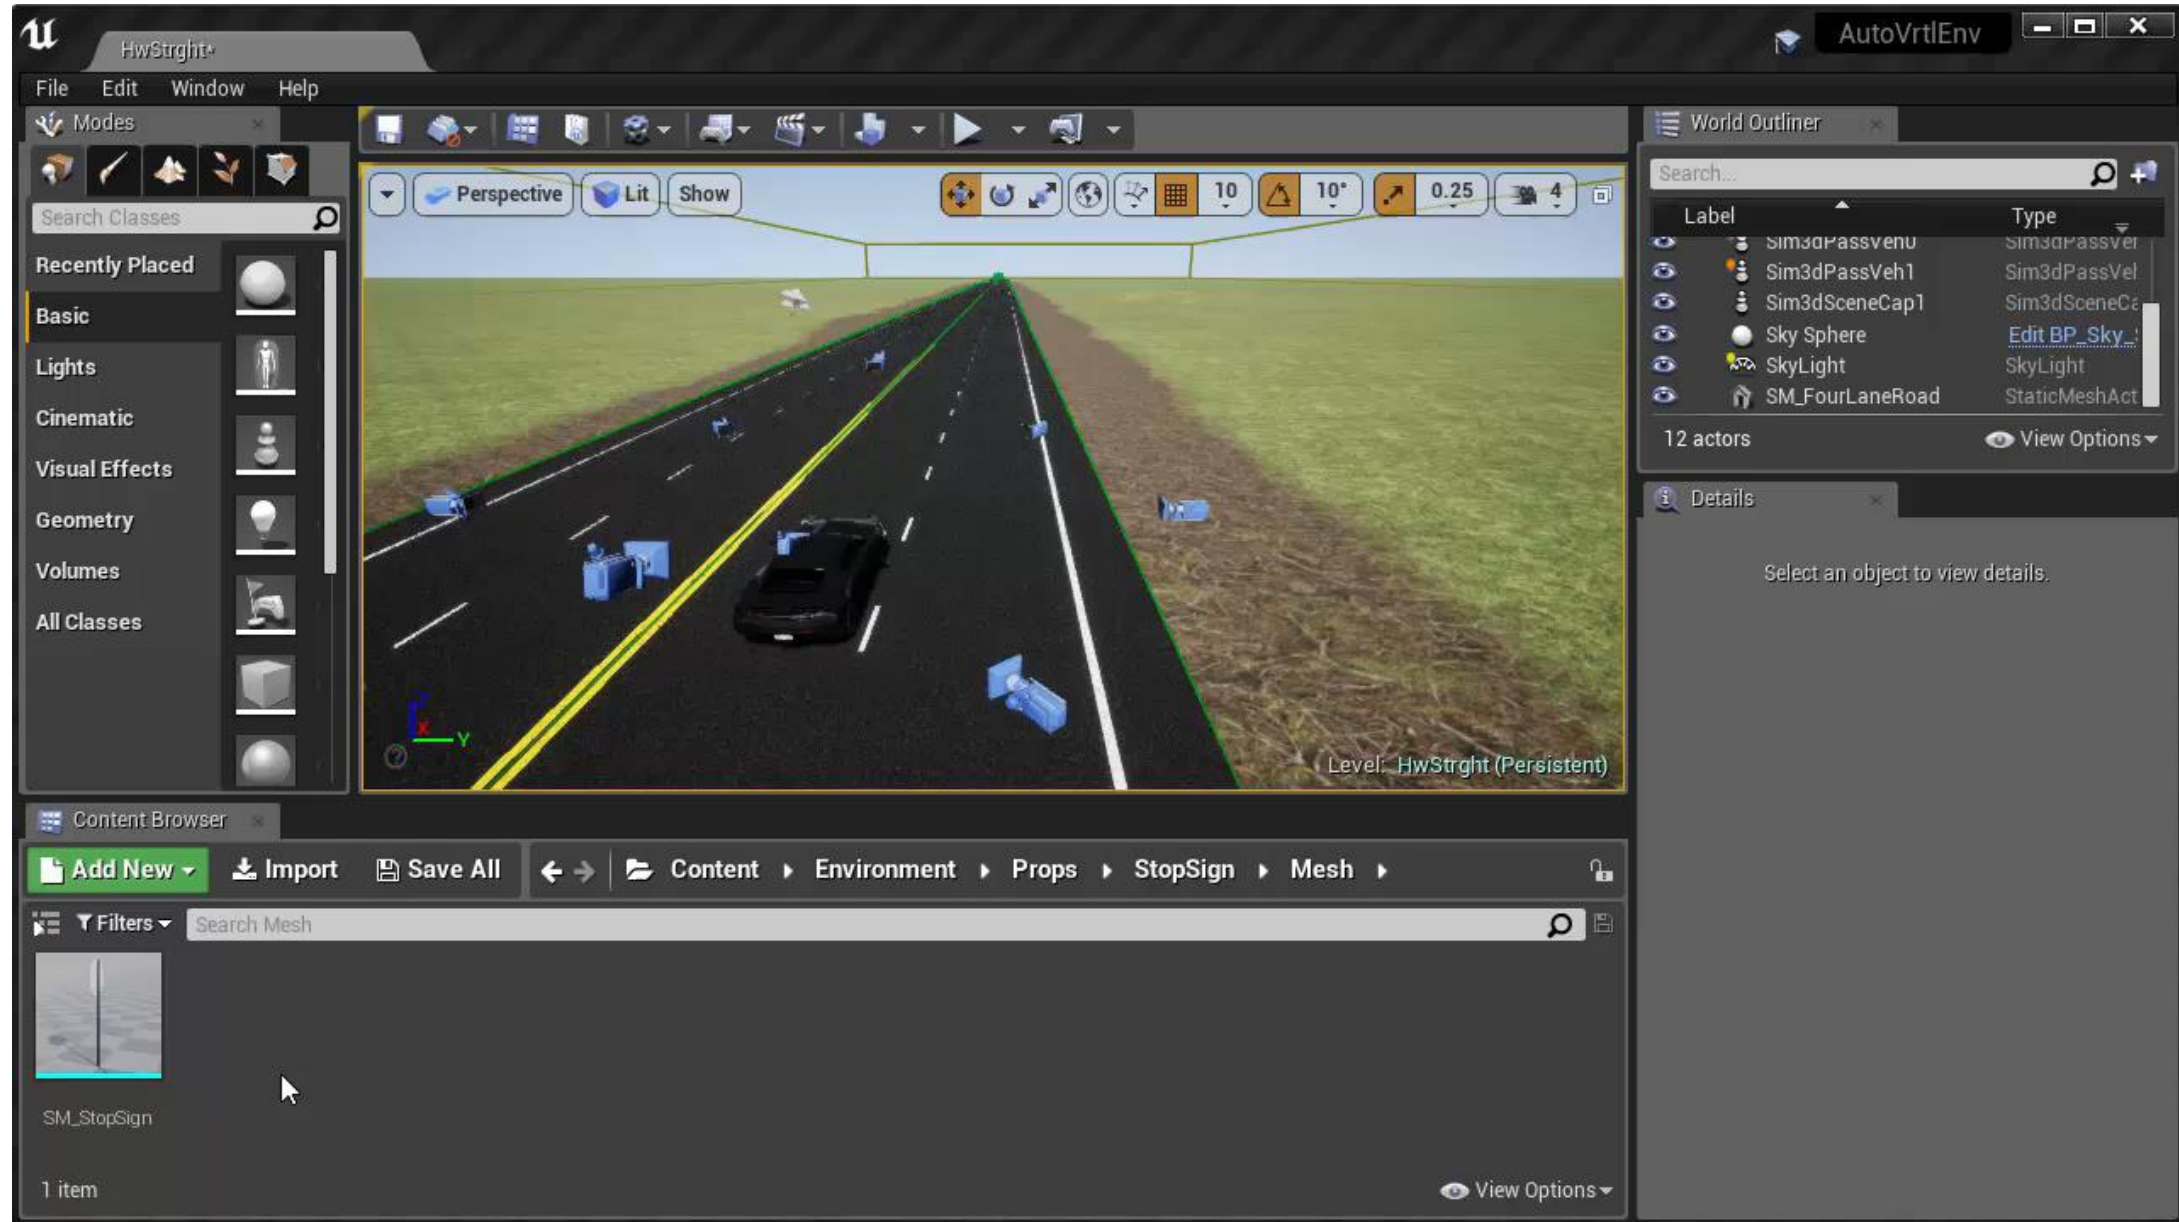 HwStrght*
AutoVrtlEnv
File Edit Window Help
Modes
Search Classes
Recently Placed
Basic
Lights
Cinematic
Visual Effects
Geometry
Volumes
All Classes
Perspective Lit Show
10 10° 0.25 4
X Y
Level: HwStrght (Persistent)
World Outliner
Search...
Label Type
Sim3dPassVeh0 Sim3dPassVeh
Sim3dPassVeh1 Sim3dPassVeh
Sim3dSceneCap1 Sim3dSceneCa
Sky Sphere Edit BP_Sky_
SkyLight SkyLight
SM_FourLaneRoad StaticMeshAct
12 actors View Options
Details
Select an object to view details.
Content Browser
Add New Import Save All Content Environment Props StopSign Mesh
Filters Search Mesh
SM_StopSign
1 item View Options